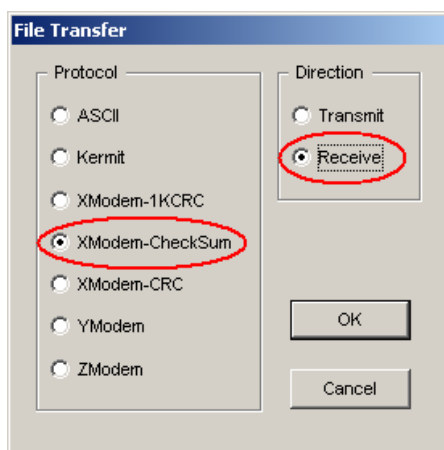 File Transfer
Protocol
ASCII
Kermit
XModem-1KCRC
XModem-CheckSum
XModem-CRC
YModem
ZModem
Direction
Transmit
Receive
OK
Cancel